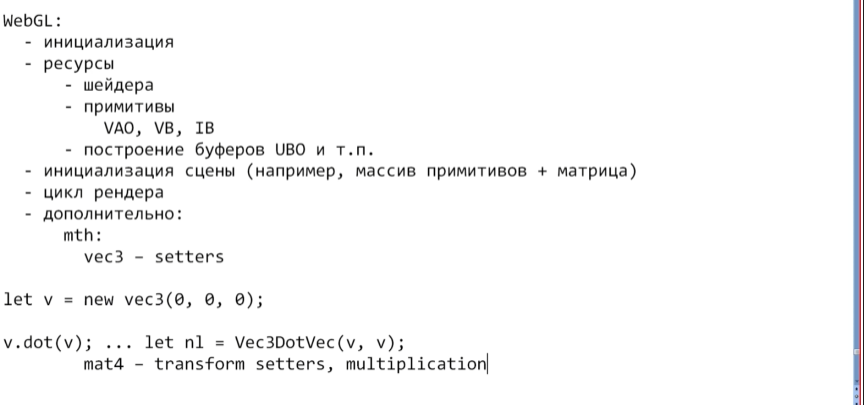 WebGL:
- инициализация
- ресурсы
- шейдера
- примитивы
VAO, VB, IB
- построение буферов UBO и т.п.
- инициализация сцены (например, массив примитивов + матрица)
- цикл рендера
- дополнительно:
mth:
vec3 – setters
let v = new vec3(0, 0, 0);
v.dot(v); ... let nl = Vec3DotVec(v, v);
mat4 – transform setters, multiplication